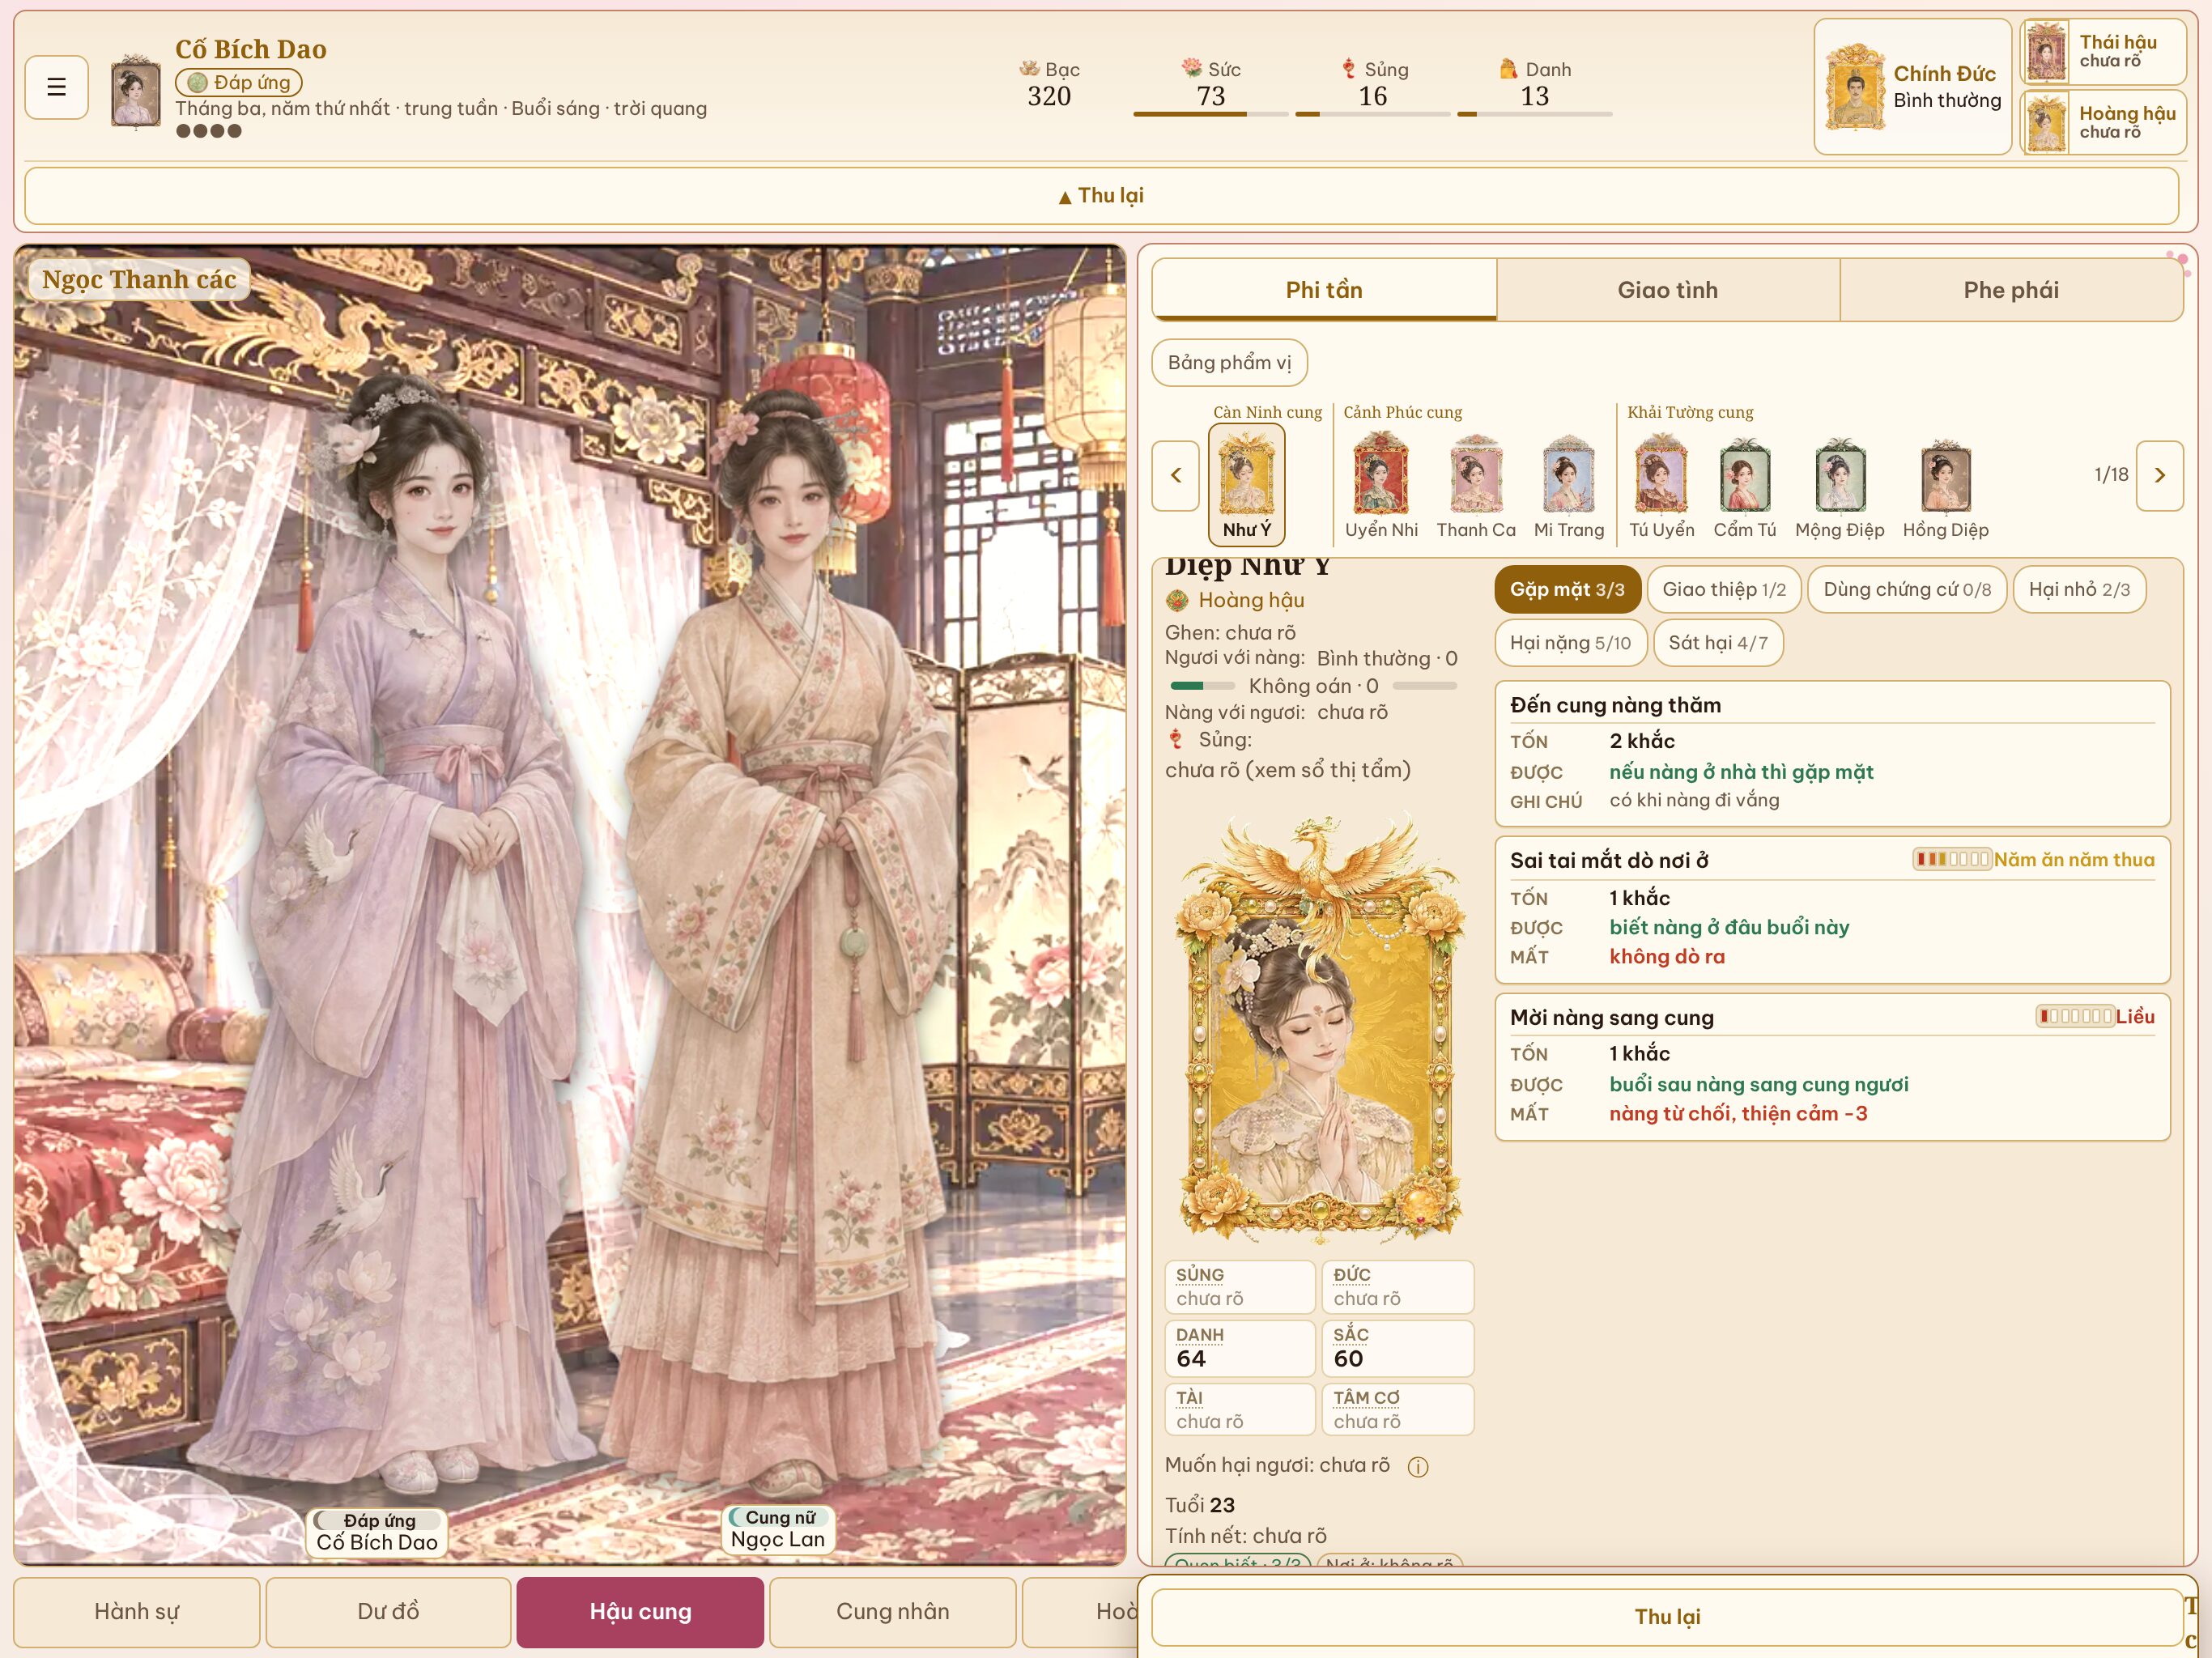 ☰
Cố Bích Dao
Đáp ứng
Tháng ba, năm thứ nhất · trung tuần · Buổi sáng · trời quang
Bạc
320
Sức
73
Sủng
16
Danh
13
Chính Đức
Bình thường
Thái hậu
chưa rõ
Hoàng hậu
chưa rõ
▲ Thu lại
Ngọc Thanh các
Đáp ứng
Cố Bích Dao
Cung nữ
Ngọc Lan
Phi tần
Giao tình
Phe phái
Bảng phẩm vị
Càn Ninh cung
Cảnh Phúc cung
Khải Tường cung
Như Ý
Uyển Nhi
Thanh Ca
Mi Trang
Tú Uyển
Cẩm Tú
Mộng Điệp
Hồng Diệp
1/18
Diệp Như Ý
Hoàng hậu
Ghen: chưa rõ
Ngươi với nàng: Bình thường · 0
Không oán · 0
Nàng với ngươi: chưa rõ
Sủng:
chưa rõ (xem sổ thị tẩm)
SỦNG
chưa rõ
ĐỨC
chưa rõ
DANH
64
SẮC
60
TÀI
chưa rõ
TÂM CƠ
chưa rõ
Muốn hại ngươi: chưa rõ ⓘ
Tuổi 23
Tính nết: chưa rõ
Quen biết · 3/3
Nơi ở: không rõ
Gặp mặt 3/3
Giao thiệp 1/2
Dùng chứng cứ 0/8
Hại nhỏ 2/3
Hại nặng 5/10
Sát hại 4/7
Đến cung nàng thăm
TỐN 2 khắc
ĐƯỢC nếu nàng ở nhà thì gặp mặt
GHI CHÚ có khi nàng đi vắng
Sai tai mắt dò nơi ở Năm ăn năm thua
TỐN 1 khắc
ĐƯỢC biết nàng ở đâu buổi này
MẤT không dò ra
Mời nàng sang cung Liều
TỐN 1 khắc
ĐƯỢC buổi sau nàng sang cung ngươi
MẤT nàng từ chối, thiện cảm -3
Hành sự
Dư đồ
Hậu cung
Cung nhân
Thu lại